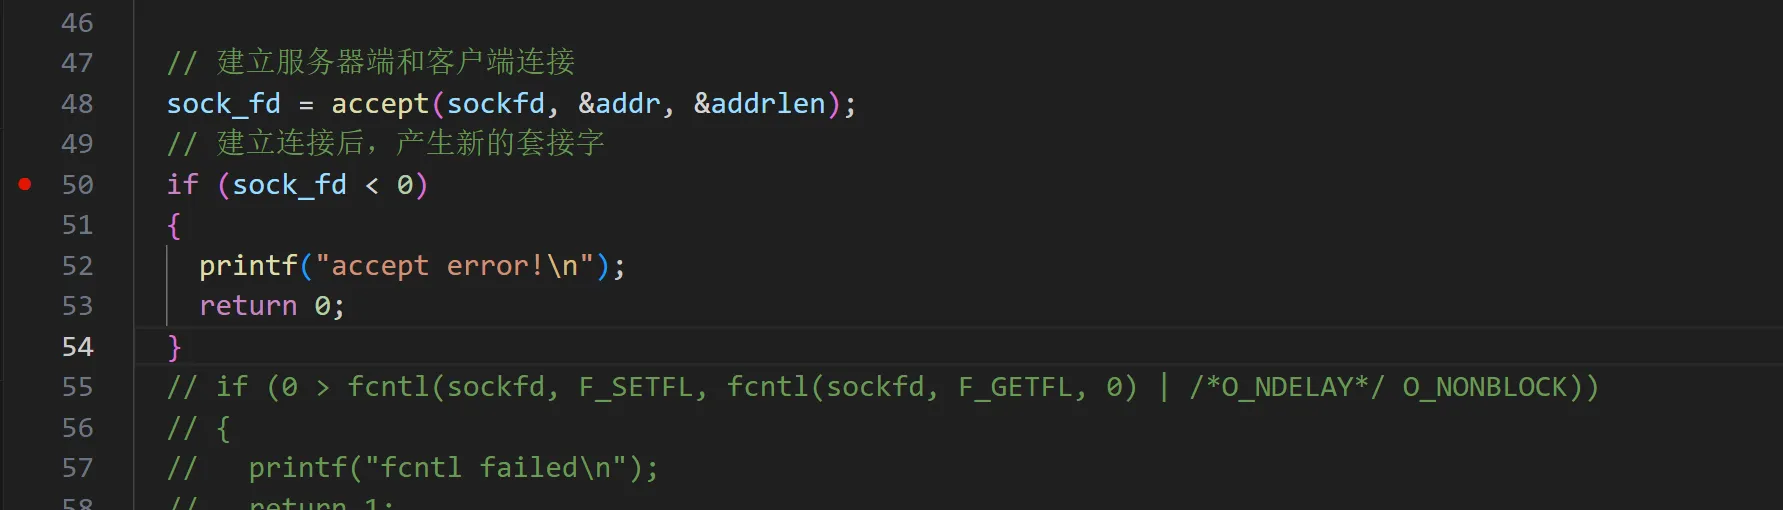 46
47 // 建立服务器端和客户端连接
48 sock_fd = accept(sockfd, &addr, &addrlen);
49 // 建立连接后，产生新的套接字
50 if (sock_fd < 0)
51 {
52 printf("accept error!\n");
53 return 0;
54 }
55 // if (0 > fcntl(sockfd, F_SETFL, fcntl(sockfd, F_GETFL, 0) | /*O_NDELAY*/ O_NONBLOCK))
56 // {
57 //   printf("fcntl failed\n");
58 //   return 1;